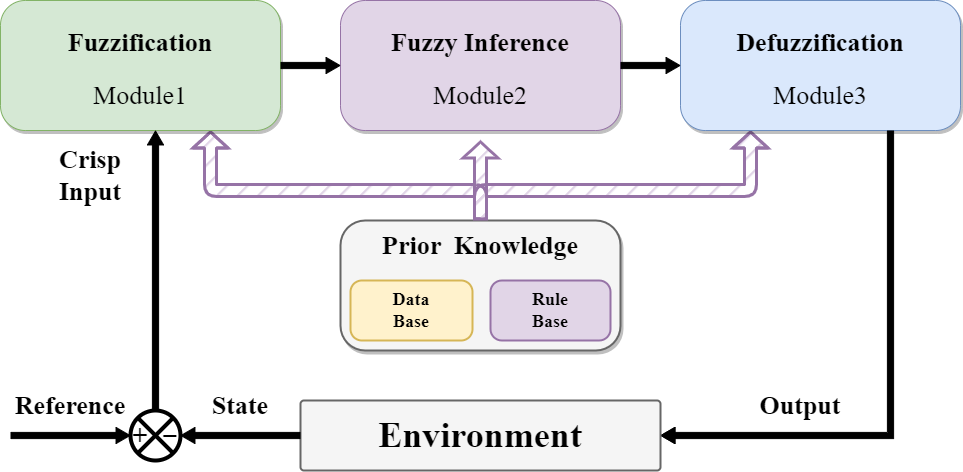 Fuzzification
Module1
Fuzzy Inference
Module2
Defuzzification
Module3
Crisp
Input
Prior Knowledge
Data
Base
Rule
Base
Reference
+
−
State
Environment
Output